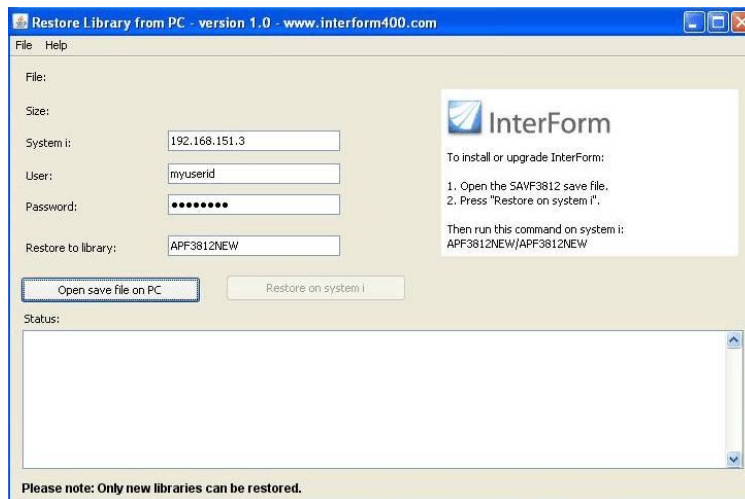 Restore Library from PC - version 1.0 - www.interform400.com
File Help
File:
Size:
System i: 192.168.151.3
User: myuserid
Password: ●●●●●●●●
Restore to library: APF3812NEW
Open save file on PC
Restore on system i
InterForm
To install or upgrade InterForm:
1. Open the SAVF3812 save file.
2. Press "Restore on system i".
Then run this command on system i:
APF3812NEW/APF3812NEW
Status:
Please note: Only new libraries can be restored.